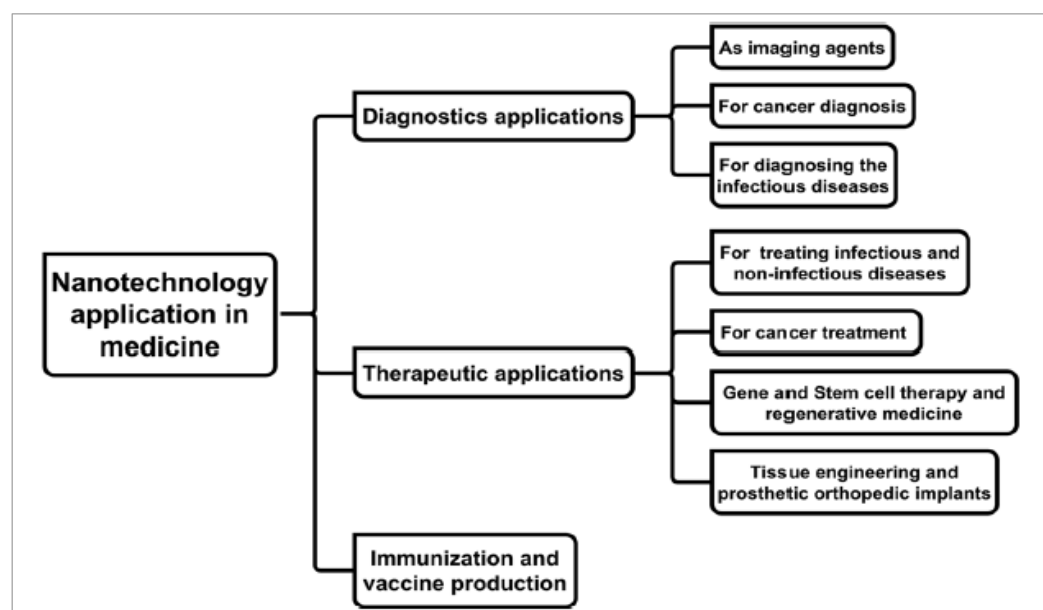 Nanotechnology
application in
medicine
Diagnostics applications
As imaging agents
For cancer diagnosis
For diagnosing the
infectious diseases
Therapeutic applications
For treating infectious and
non-infectious diseases
For cancer treatment
Gene and Stem cell therapy and
regenerative medicine
Tissue engineering and
prosthetic orthopedic implants
Immunization and
vaccine production